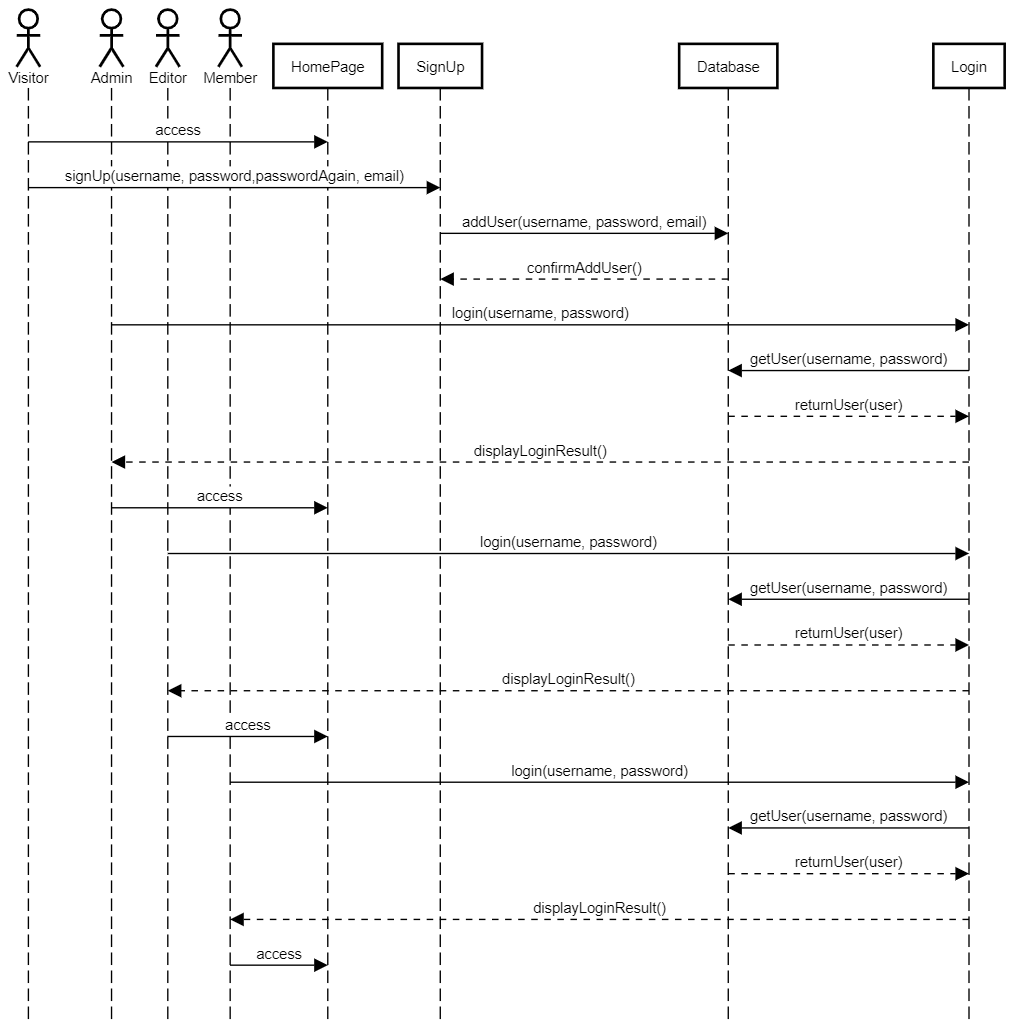 Visitor
Admin
Editor
Member
HomePage
SignUp
Database
Login
access
signUp(username, password,passwordAgain, email)
addUser(username, password, email)
confirmAddUser()
login(username, password)
getUser(username, password)
returnUser(user)
displayLoginResult()
access
login(username, password)
getUser(username, password)
returnUser(user)
displayLoginResult()
access
login(username, password)
getUser(username, password)
returnUser(user)
displayLoginResult()
access